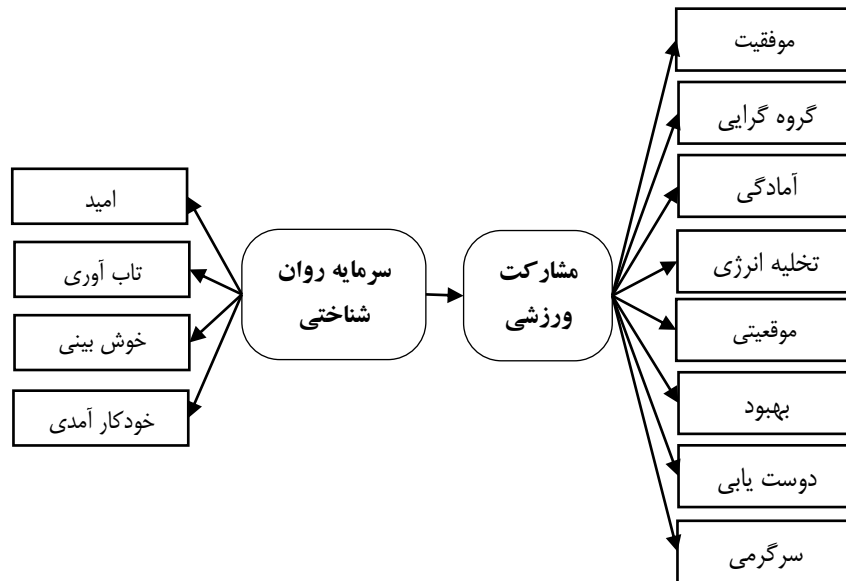 موفقیت
گروه گرایی
آمادگی
تخلیه انرژی
موقعیتی
بهبود
دوست یابی
سرگرمی
مشارکت
ورزشی
سرمایه روان
شناختی
امید
تاب آوری
خوش بینی
خودکار آمدی